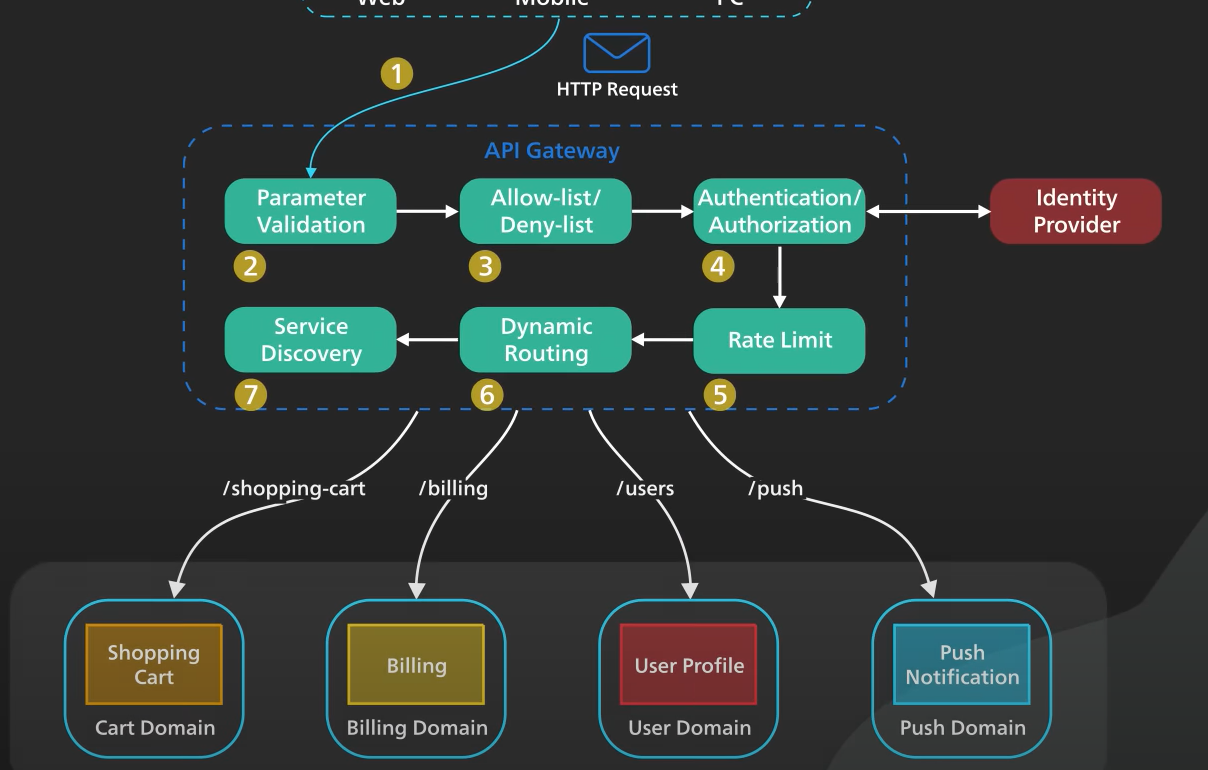 Web Mobile PC
1
HTTP Request
API Gateway
Parameter
Validation
Allow-list/
Deny-list
Authentication/
Authorization
Identity
Provider
2
3
4
Service
Discovery
Dynamic
Routing
Rate Limit
7
6
5
/shopping-cart
/billing
/users
/push
Shopping
Cart
Billing
User Profile
Push
Notification
Cart Domain
Billing Domain
User Domain
Push Domain